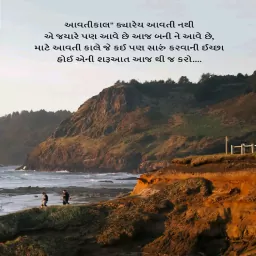 આવતીકાલ" ક્યારેય આવતી નથી
એ જયારે પણ આવે છે આજ બની ને આવે છે,
માટે આવતી કાલે જે કઈ પણ સારું કરવાની ઈચ્છા
હોઈ એની શરૂઆત આજ થી જ કરો....